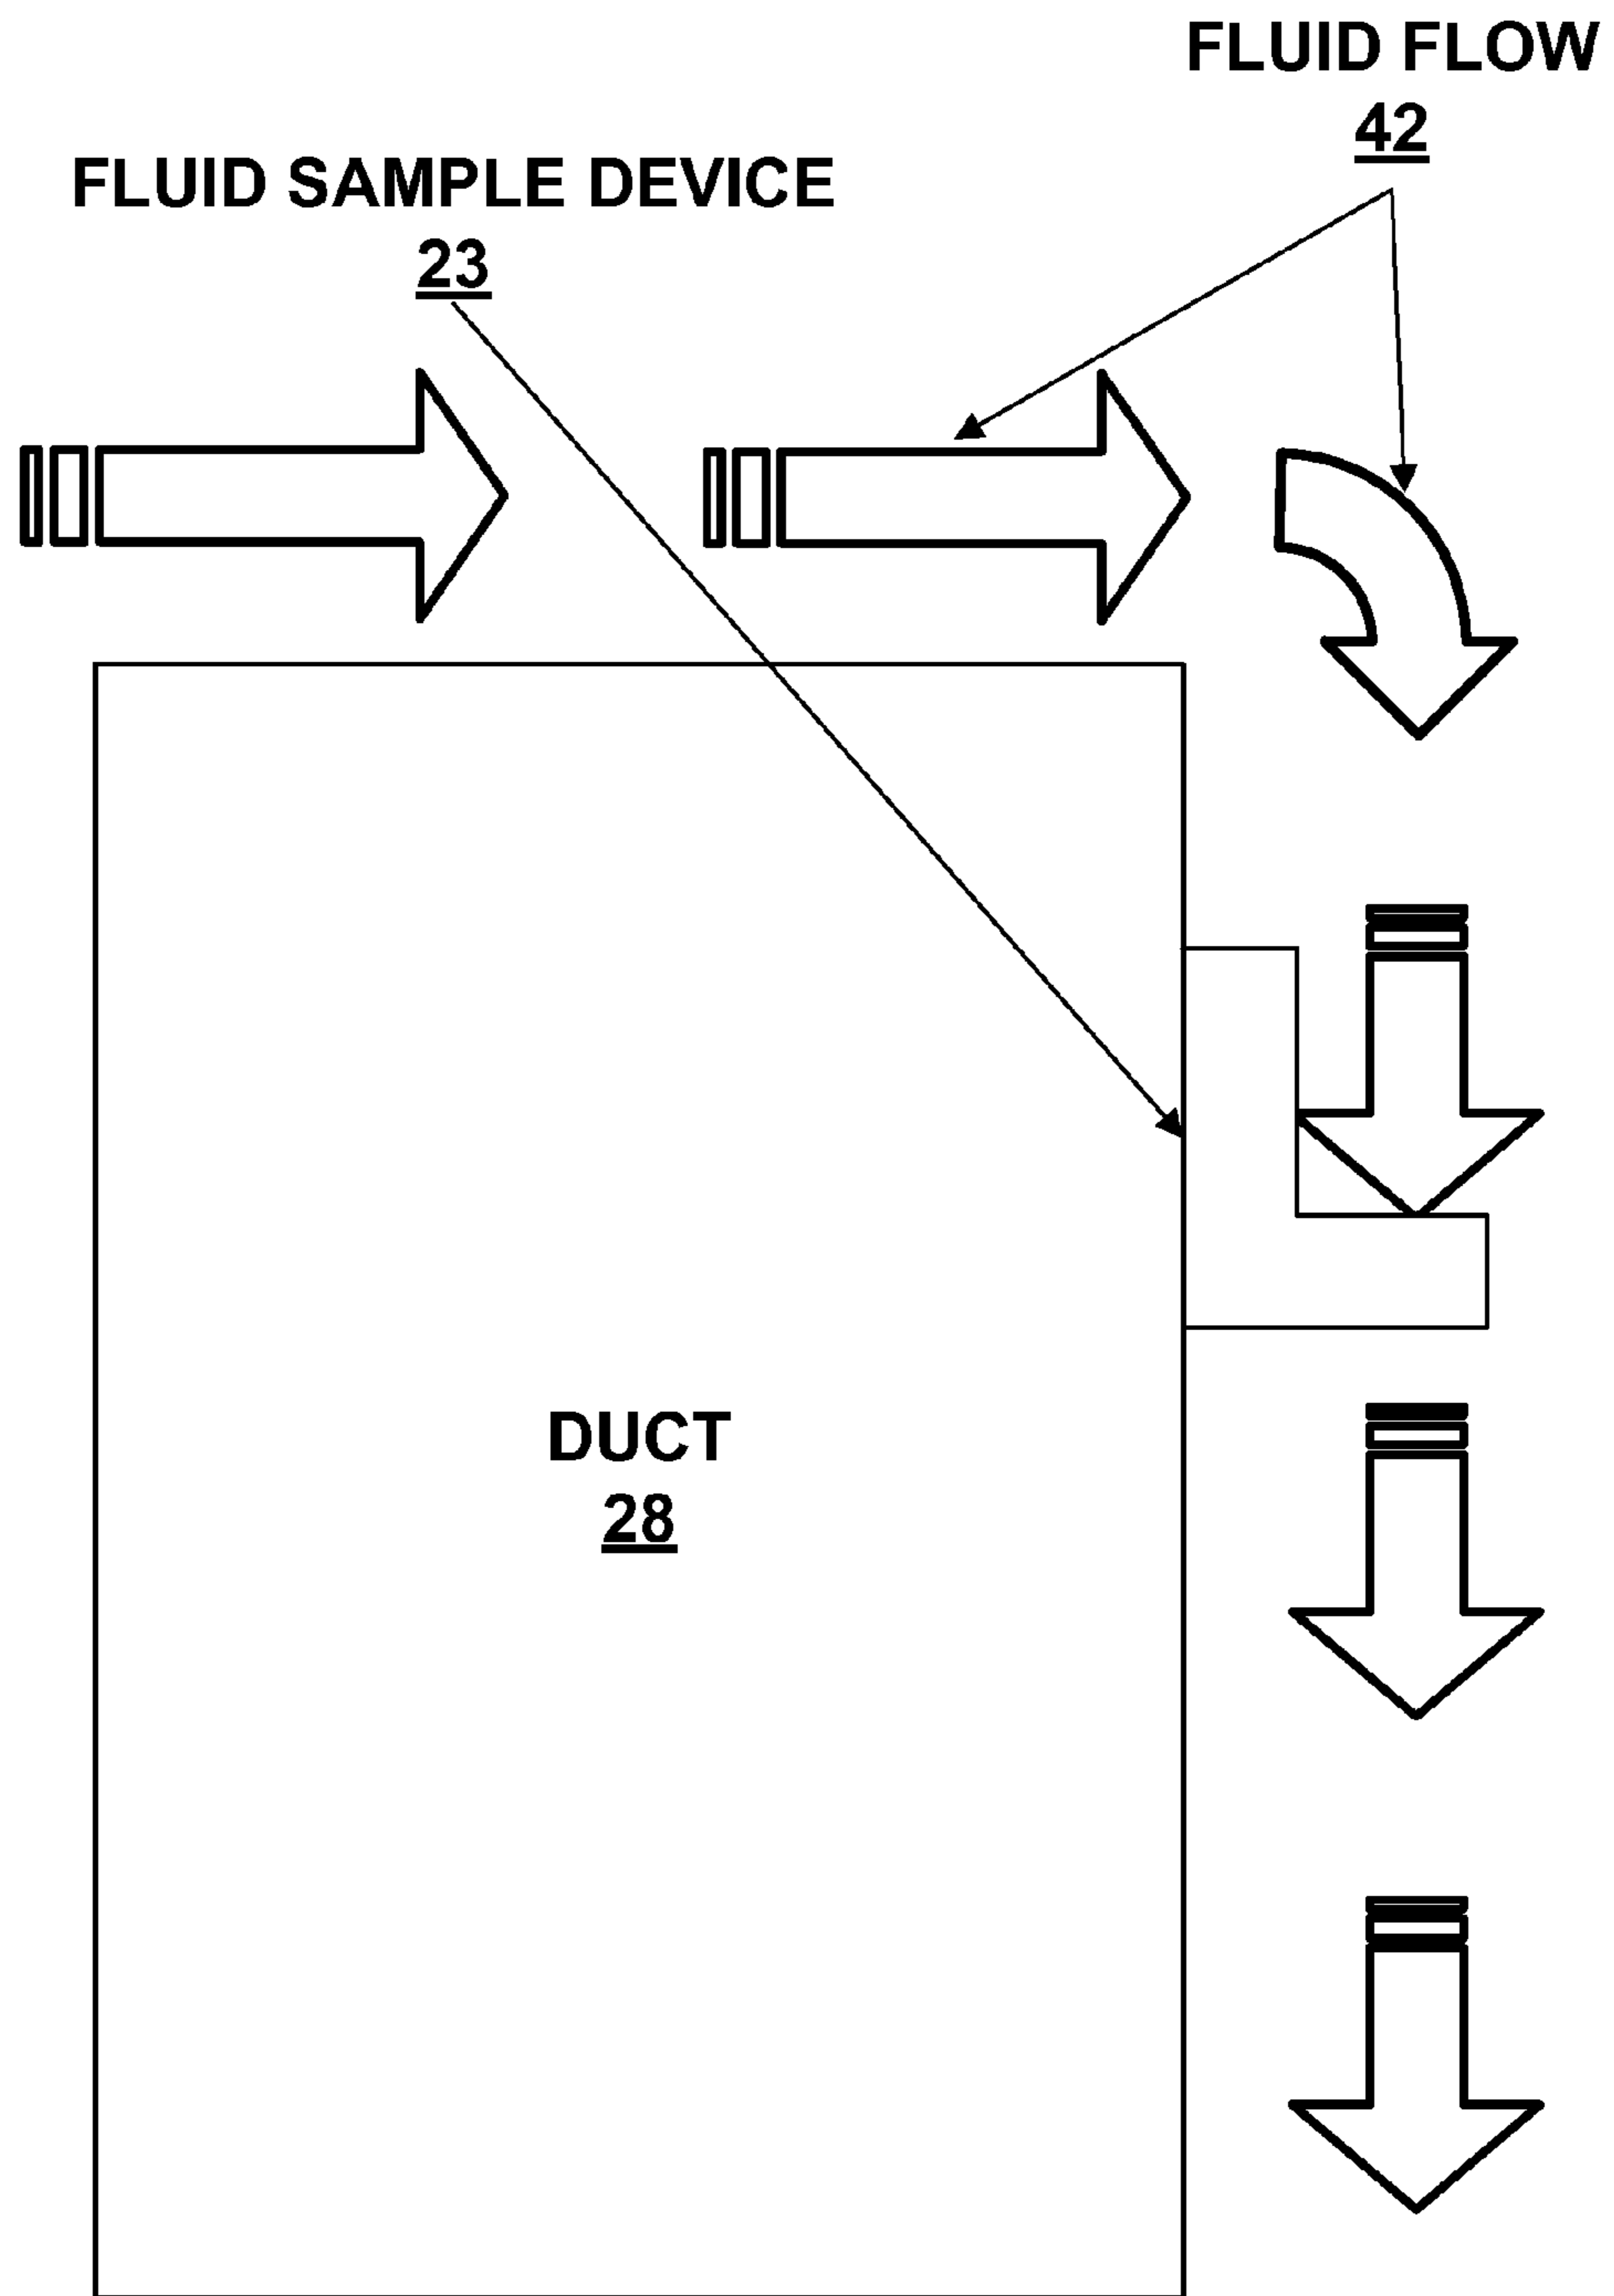 FLUID FLOW
42
FLUID SAMPLE DEVICE
23
DUCT
28